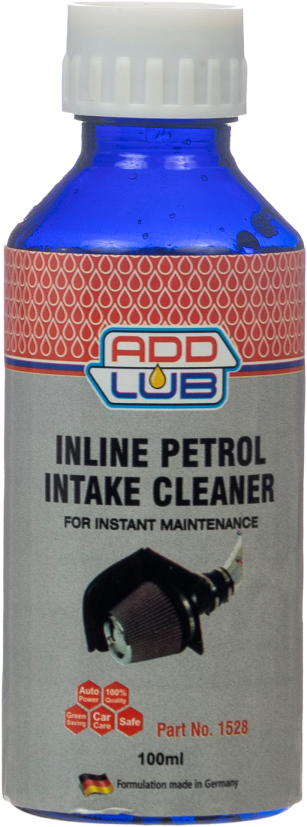 ADD
LUB
INLINE PETROL
INTAKE CLEANER
FOR INSTANT MAINTENANCE
Auto Power
100% Quality
Green Saving
Car Care
Safe
Part No. 1528
100ml
Formulation made in Germany